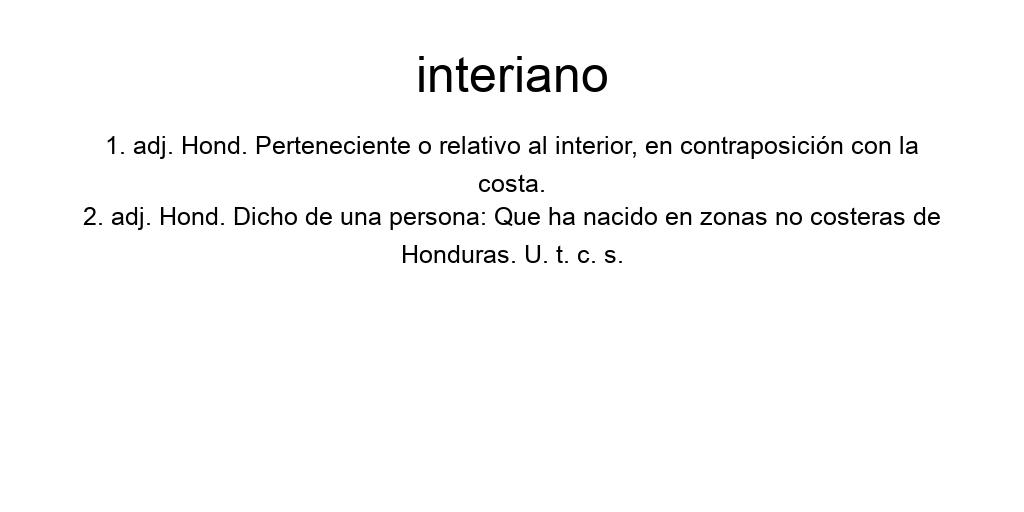 interiano
1. adj. Hond. Perteneciente o relativo al interior, en contraposición con la
costa.
2. adj. Hond. Dicho de una persona: Que ha nacido en zonas no costeras de
Honduras. U. t. c. s.